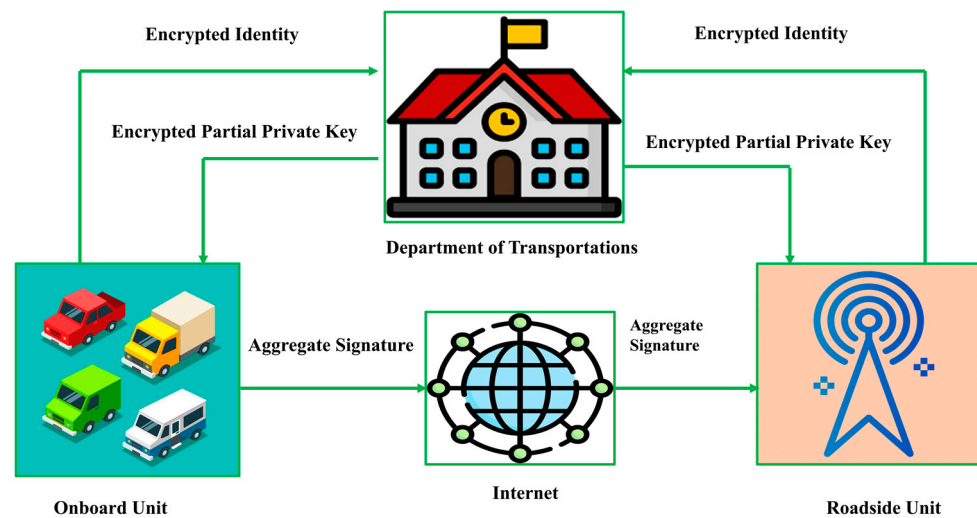 Encrypted Identity
Encrypted Identity
Encrypted Partial Private Key
Encrypted Partial Private Key
Department of Transportations
Aggregate Signature
Aggregate
Signature
Onboard Unit
Internet
Roadside Unit